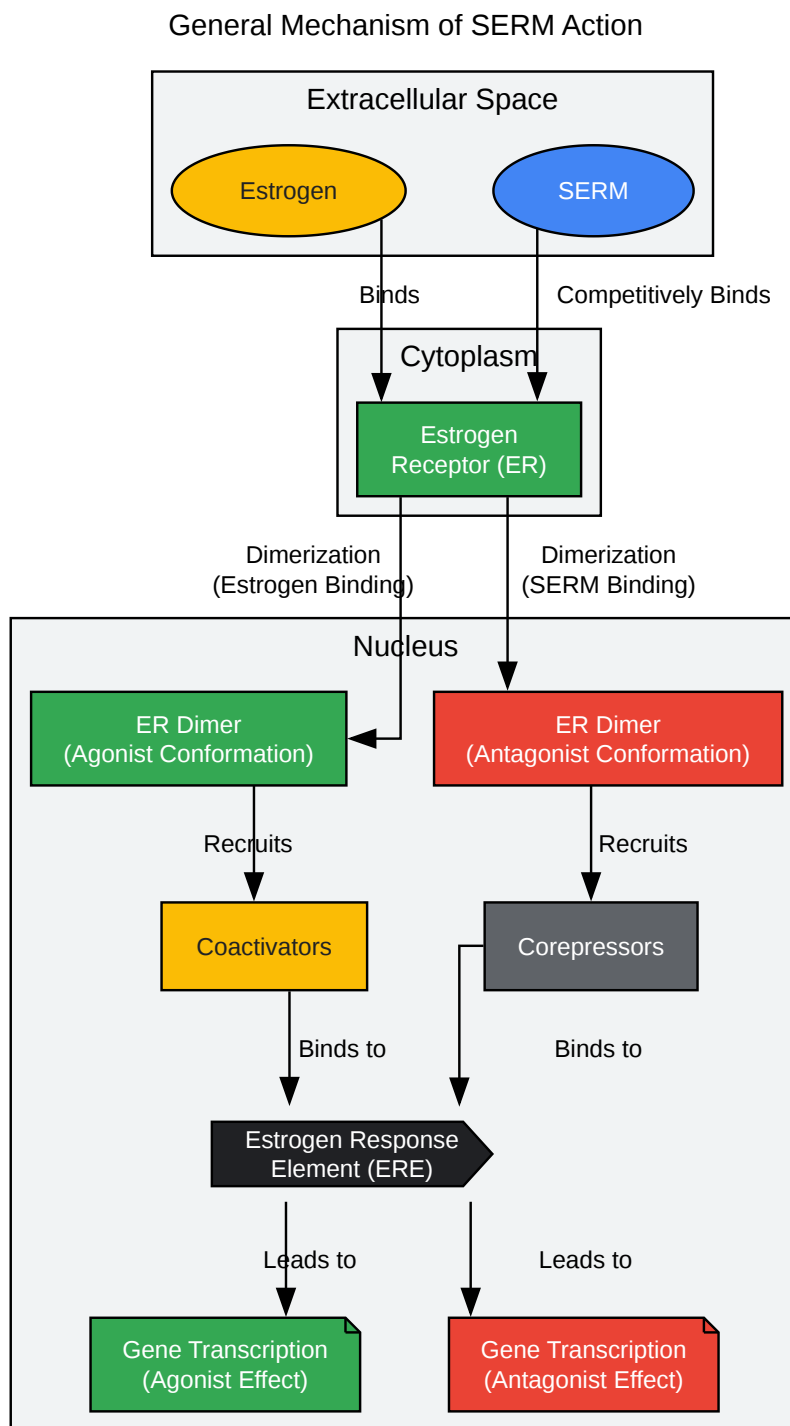 General Mechanism of SERM Action
Extracellular Space
Estrogen
SERM
Binds
Competitively Binds
Cytoplasm
Estrogen
Receptor (ER)
Dimerization
(Estrogen Binding)
Dimerization
(SERM Binding)
Nucleus
ER Dimer
(Agonist Conformation)
ER Dimer
(Antagonist Conformation)
Recruits
Recruits
Coactivators
Corepressors
Binds to
Binds to
Estrogen Response
Element (ERE)
Leads to
Leads to
Gene Transcription
(Agonist Effect)
Gene Transcription
(Antagonist Effect)